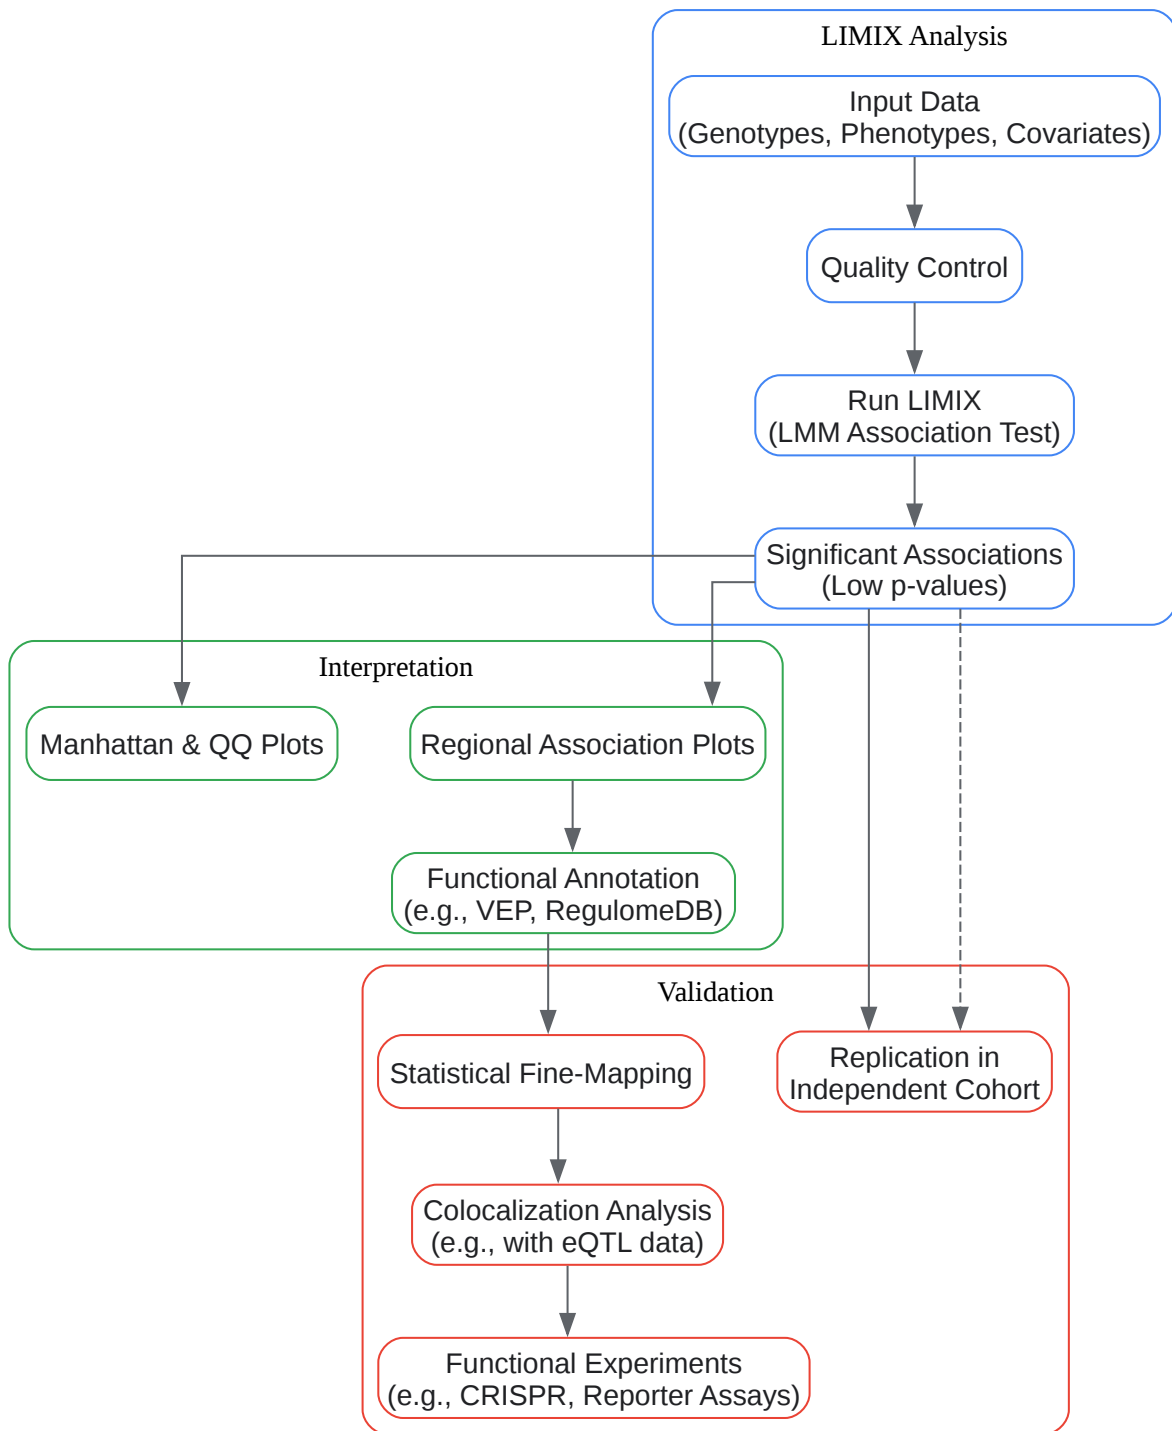 LIMIX Analysis
Input Data
(Genotypes, Phenotypes, Covariates)
Quality Control
Run LIMIX
(LMM Association Test)
Significant Associations
(Low p-values)
Interpretation
Manhattan & QQ Plots
Regional Association Plots
Functional Annotation
(e.g., VEP, RegulomeDB)
Validation
Statistical Fine-Mapping
Replication in
Independent Cohort
Colocalization Analysis
(e.g., with eQTL data)
Functional Experiments
(e.g., CRISPR, Reporter Assays)